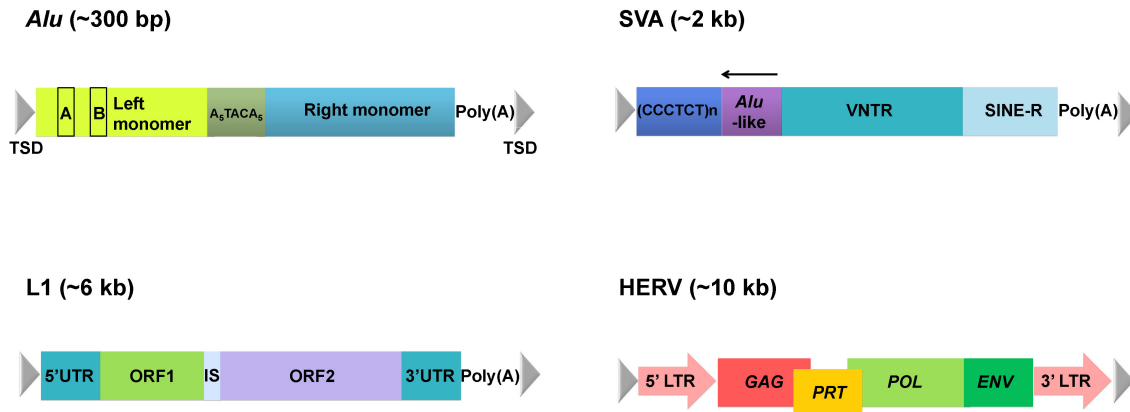 Alu (~300 bp)
A
B
Left
monomer
A₅TACA₅
Right monomer
Poly(A)
TSD
TSD
SVA (~2 kb)
(CCCTCT)n
Alu
-like
VNTR
SINE-R
Poly(A)
L1 (~6 kb)
5’UTR
ORF1
IS
ORF2
3’UTR
Poly(A)
HERV (~10 kb)
5’ LTR
GAG
PRT
POL
ENV
3’ LTR